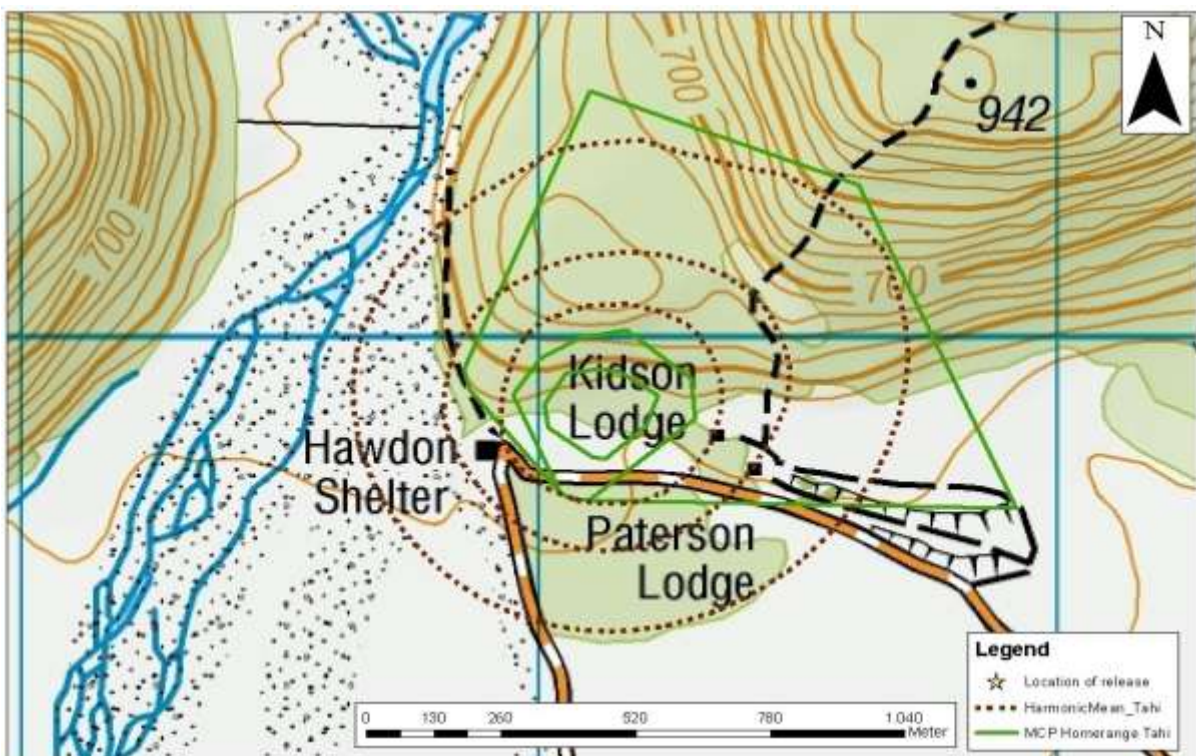 N
700
942
700
700
Kidson
Lodge
Hawdon
Shelter
Paterson
Lodge
Legend
Location of release
HarmonicMean_Tahi
MCP Homerange Tahi
0 130 260 520 780 1.040
Meter